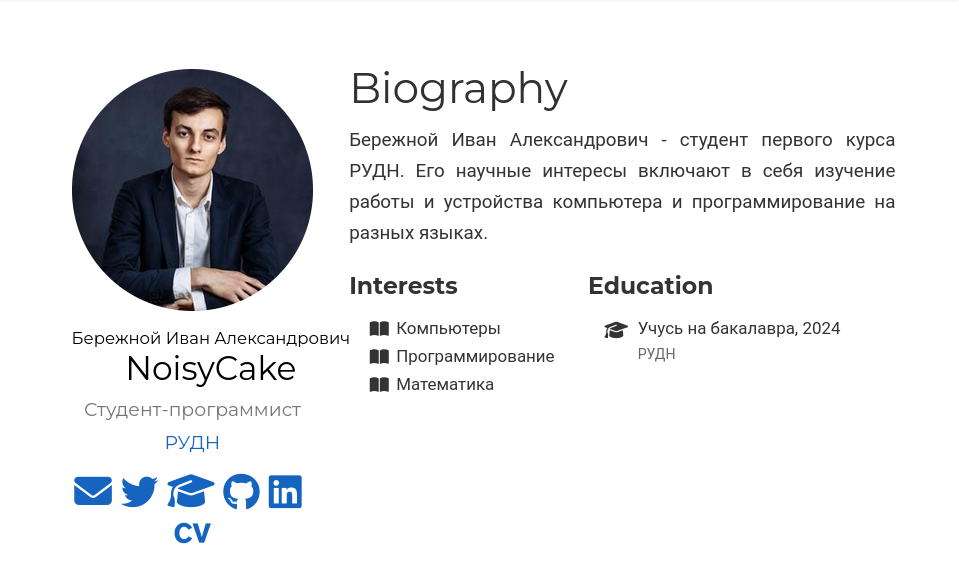 Biography
Бережной Иван Александрович - студент первого курса
РУДН. Его научные интересы включают в себя изучение
работы и устройства компьютера и программирование на
разных языках.
Interests
Компьютеры
Программирование
Математика
Education
Учусь на бакалавра, 2024
РУДН
Бережной Иван Александрович
NoisyCake
Студент-программист
РУДН
in
CV